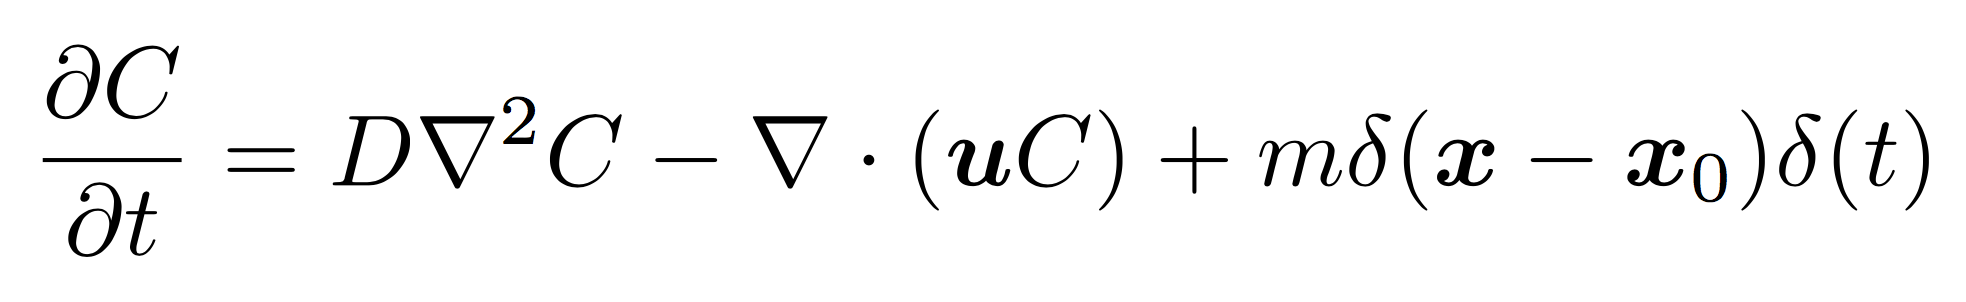 ∂C/∂t = D∇²C − ∇ · (𝒖C) + mδ(𝒙 − 𝒙₀)δ(t)